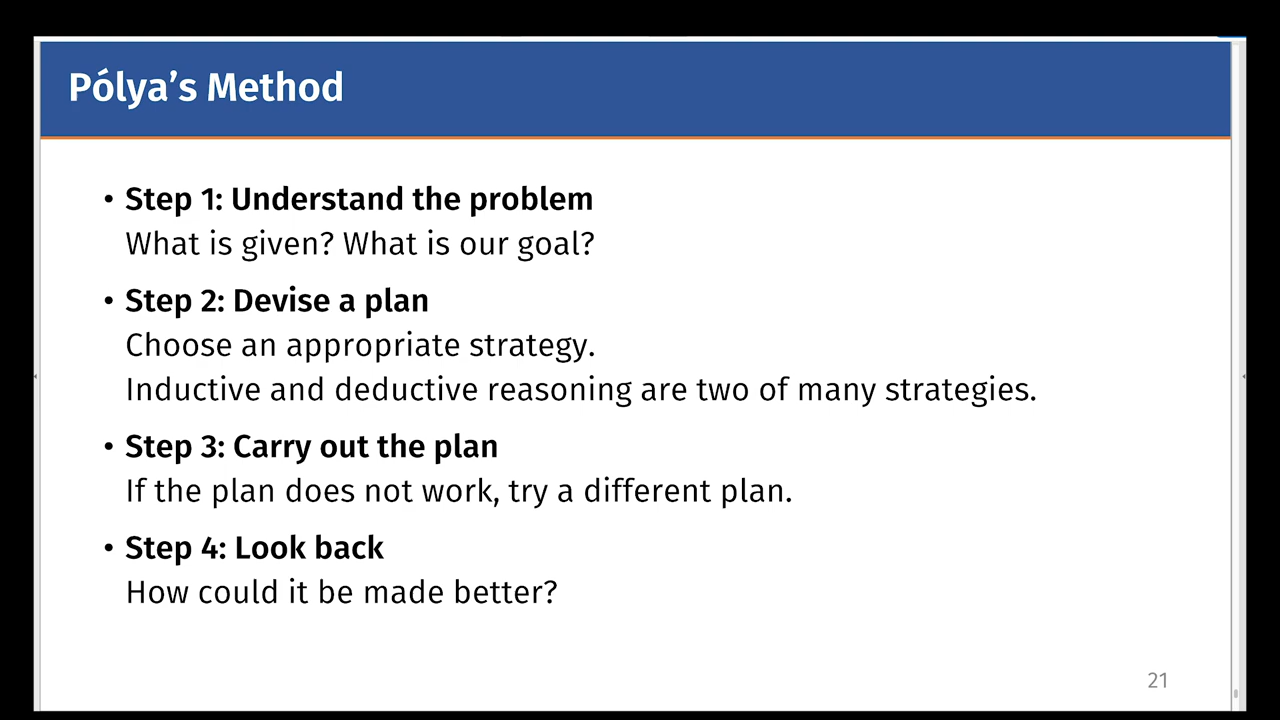 Pólya’s Method
• Step 1: Understand the problem
What is given? What is our goal?
• Step 2: Devise a plan
Choose an appropriate strategy.
Inductive and deductive reasoning are two of many strategies.
• Step 3: Carry out the plan
If the plan does not work, try a different plan.
• Step 4: Look back
How could it be made better?
21